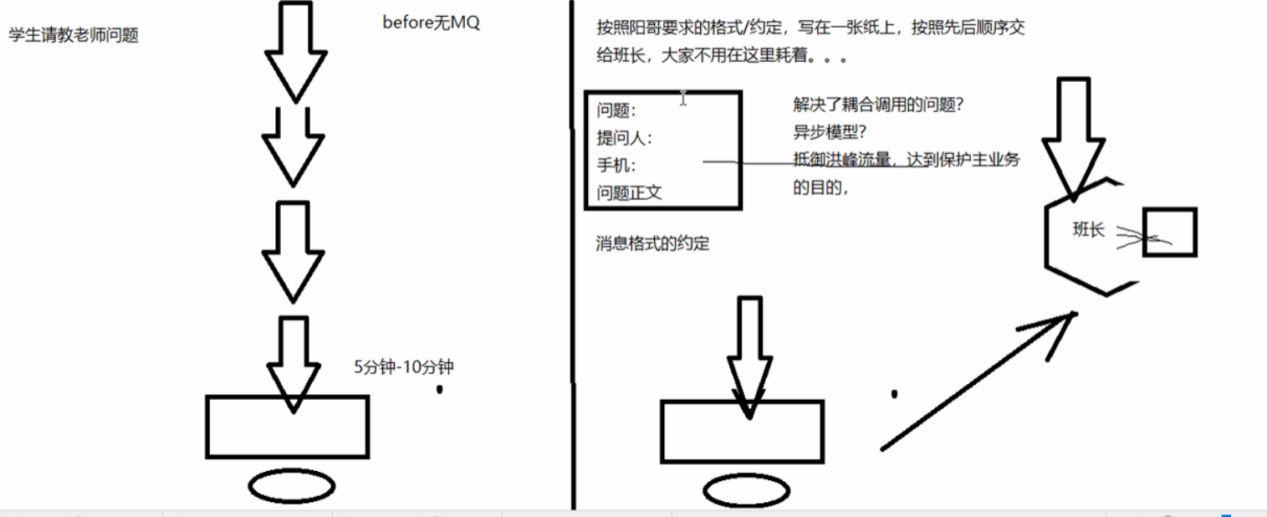 学生请教老师问题
before无MQ
5分钟-10分钟
按照阳哥要求的格式/约定，写在一张纸上，按照先后顺序交
给班长，大家不用在这里耗着。。。
问题：
提问人：
手机：
问题正文
解决了耦合调用的问题？
异步模型？
抵御洪峰流量，达到保护主业务
的目的，
消息格式的约定
班长